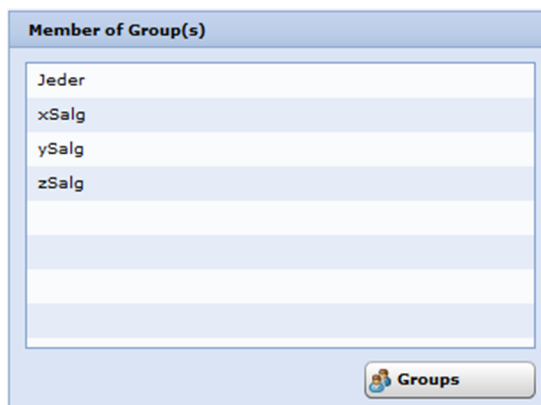 Member of Group(s)
Jeder
xSalg
ySalg
zSalg
Groups